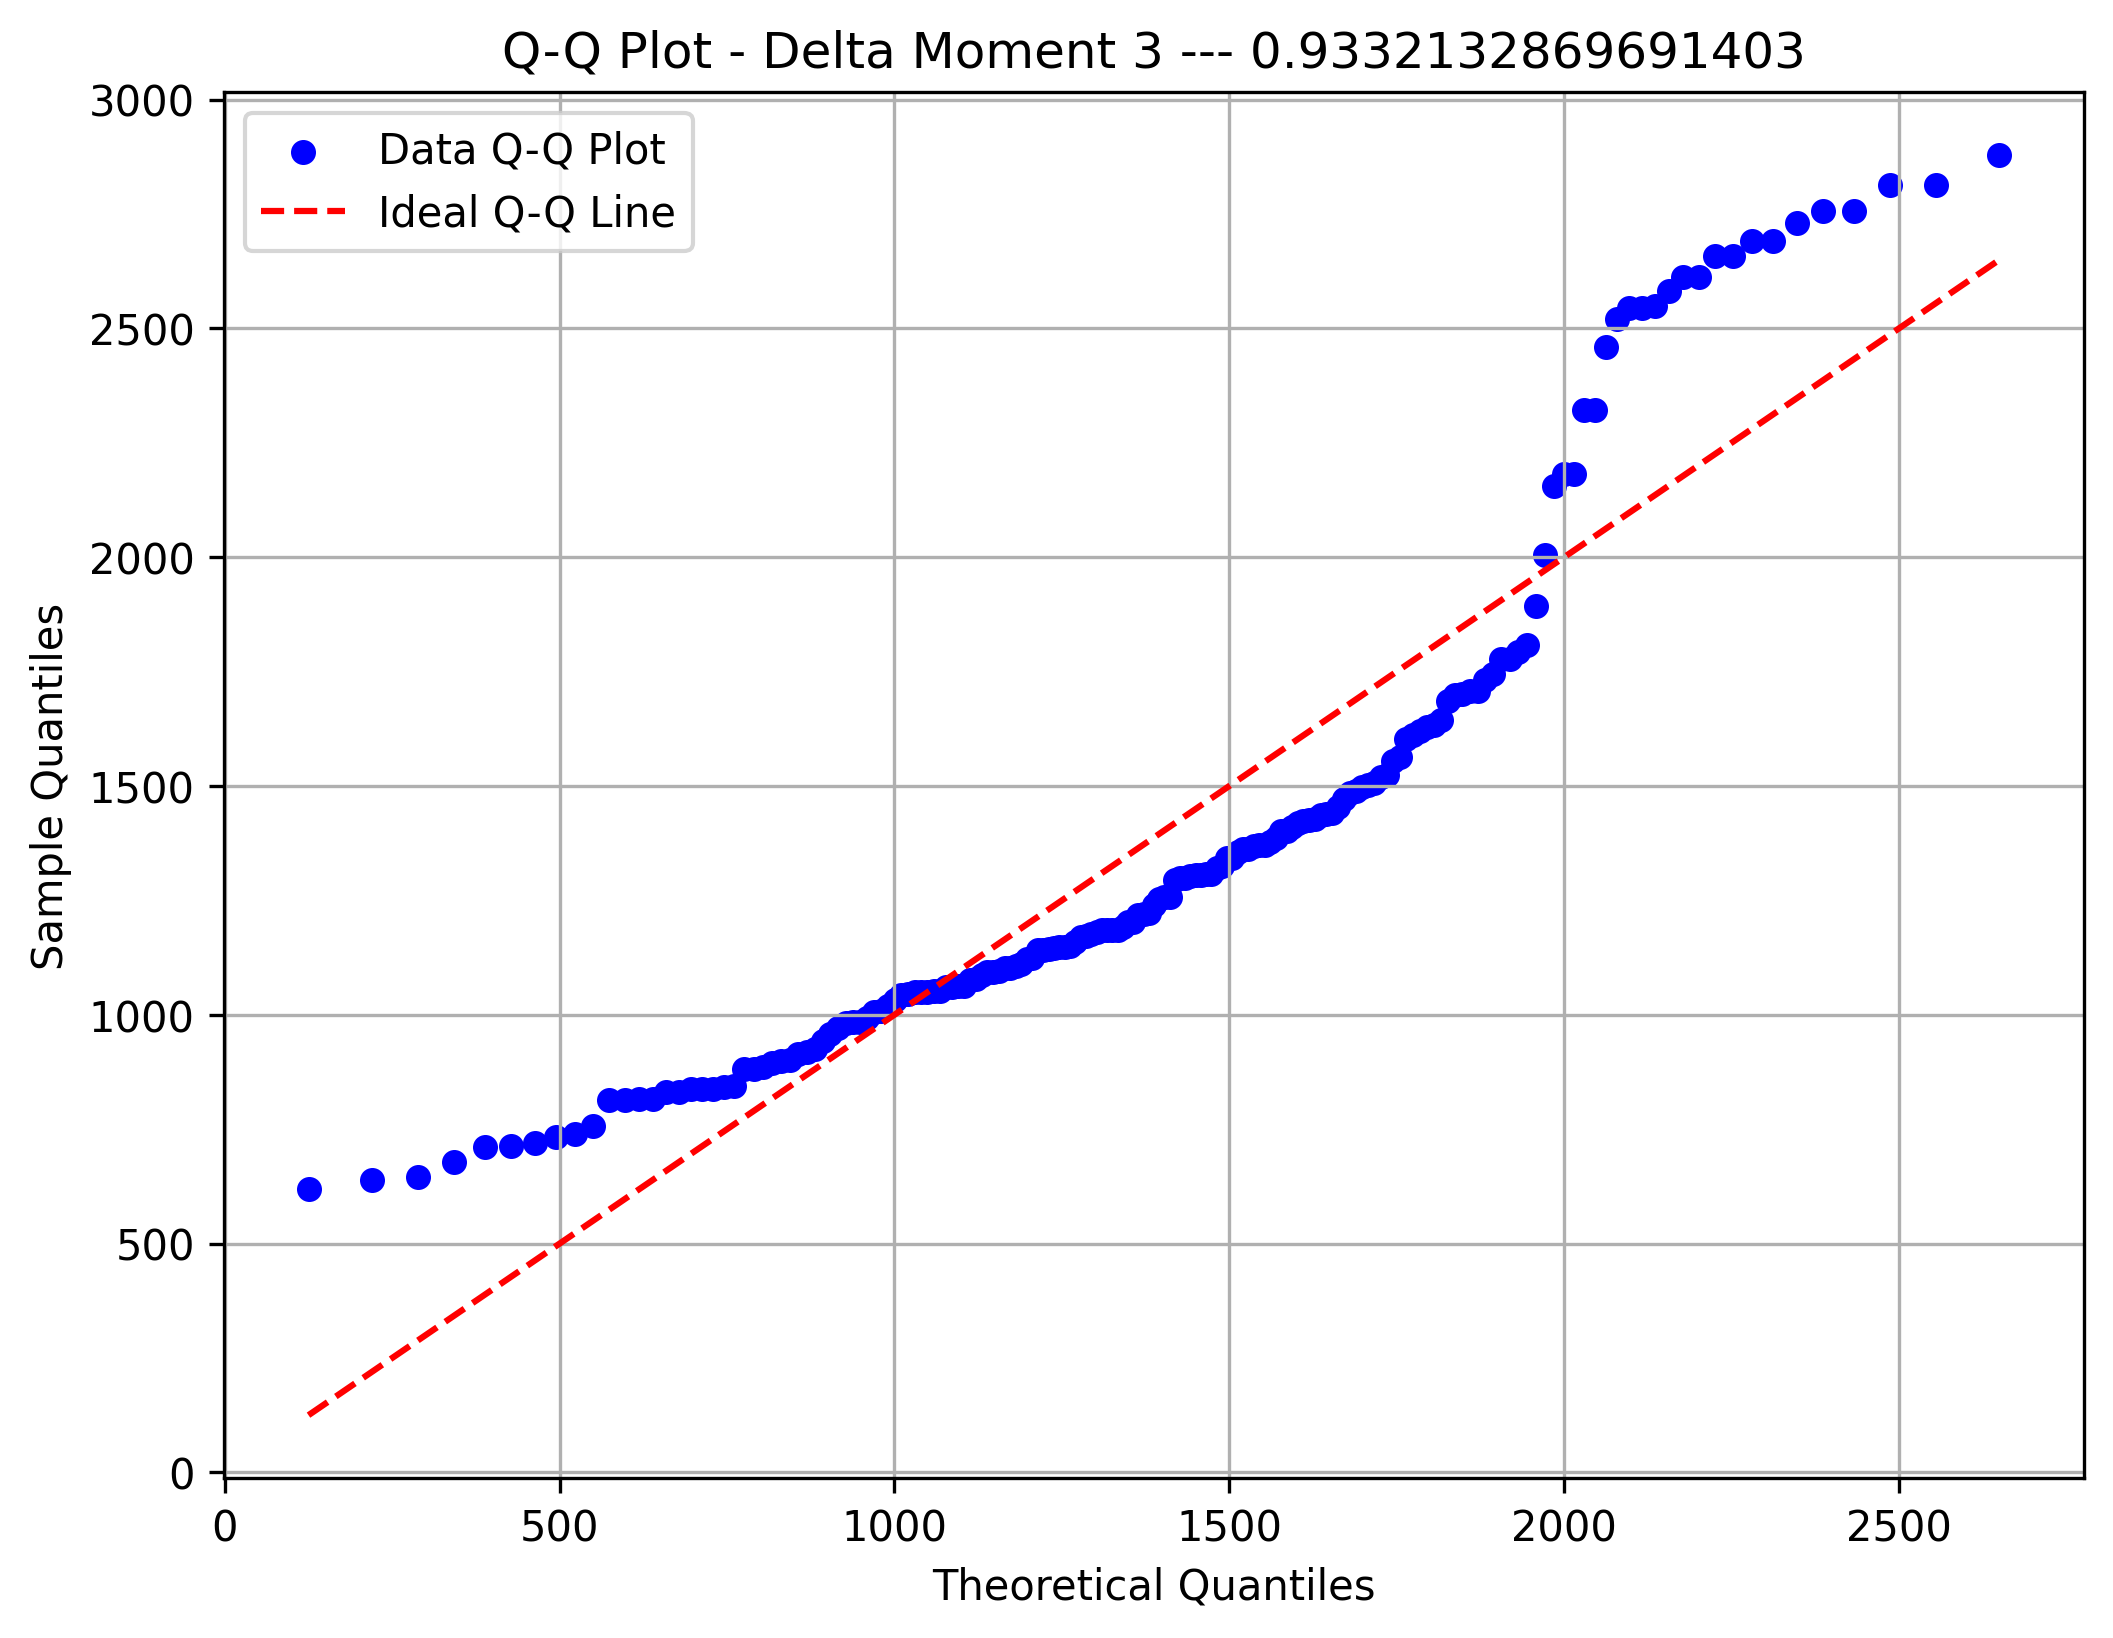 Q-Q Plot - Delta Moment 3 --- 0.9332132869691403
Data Q-Q Plot
Ideal Q-Q Line
3000
2500
2000
1500
1000
500
0
Sample Quantiles
0 500 1000 1500 2000 2500
Theoretical Quantiles